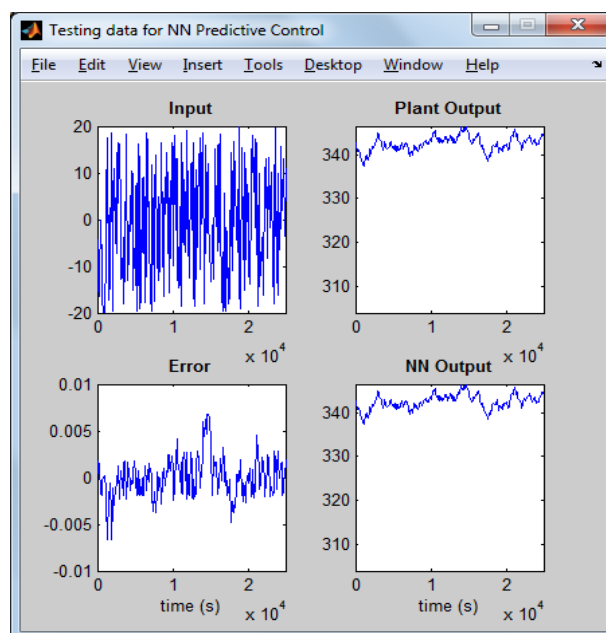 Testing data for NN Predictive Control
File Edit View Insert Tools Desktop Window Help
Input
20
10
0
-10
-20
0 1 2
x 10^4
Plant Output
340
330
320
310
0 2
x 10^4
Error
0.01
0.005
0
-0.005
-0.01
0 1 2
x 10^4
time (s)
NN Output
340
330
320
310
0 2
x 10^4
time (s)